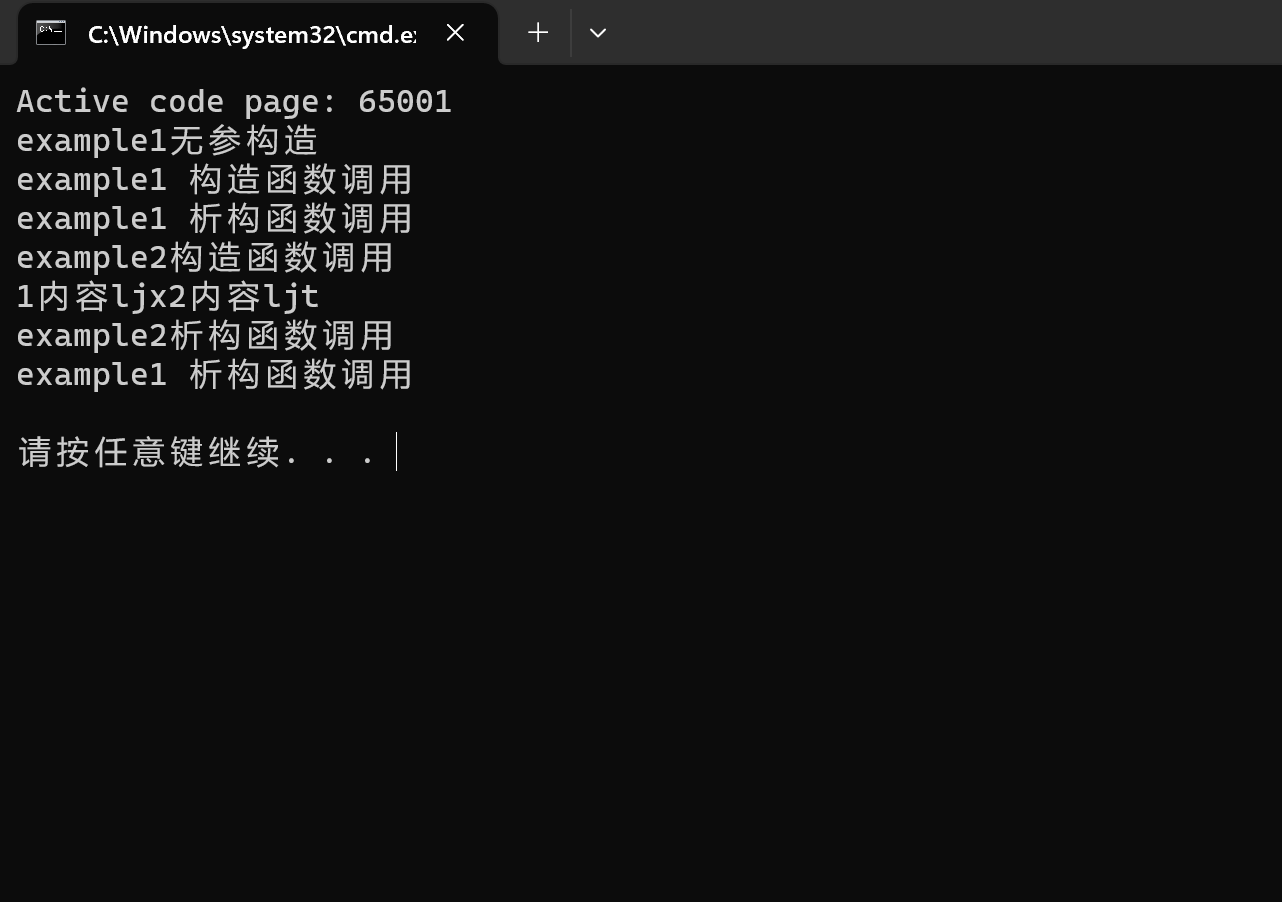 C:\Windows\system32\cmd.e
Active code page: 65001
example1无参构造
example1 构造函数调用
example1 析构函数调用
example2构造函数调用
1内容ljx2内容ljt
example2析构函数调用
example1 析构函数调用
请按任意键继续. . .